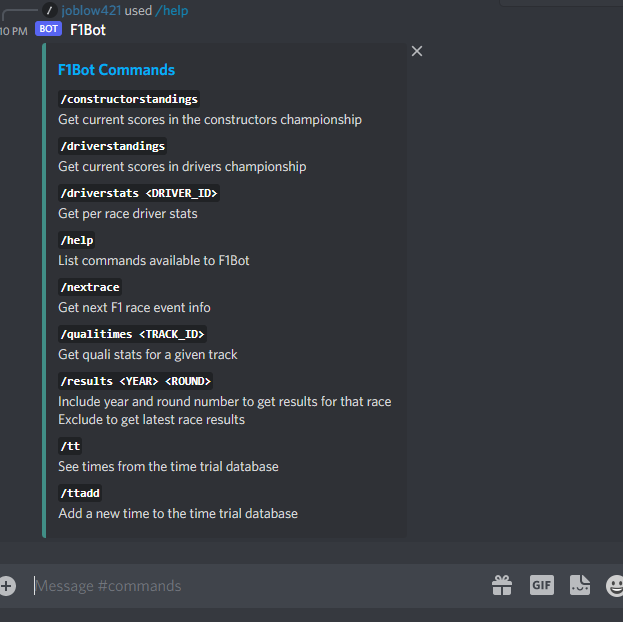 / joblow421 used /help
10 PM BOT F1Bot
F1Bot Commands
/constructorstandings
Get current scores in the constructors championship
/driverstandings
Get current scores in drivers championship
/driverstats <DRIVER_ID>
Get per race driver stats
/help
List commands available to F1Bot
/nextrace
Get next F1 race event info
/qualitimes <TRACK_ID>
Get quali stats for a given track
/results <YEAR> <ROUND>
Include year and round number to get results for that race
Exclude to get latest race results
/tt
See times from the time trial database
/ttadd
Add a new time to the time trial database
Message #commands
GIF